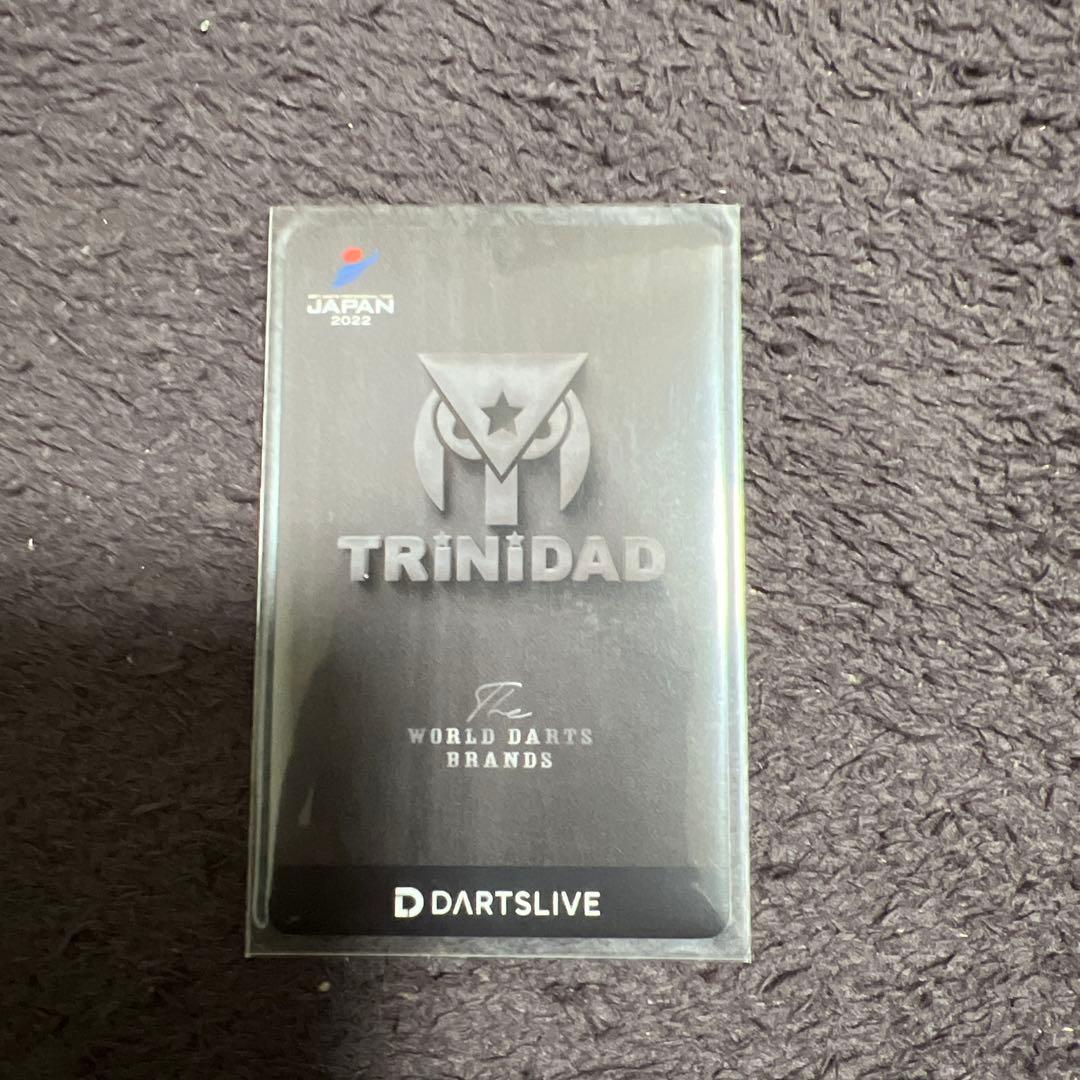 JAPAN
2022
TRiNiDAD
The
WORLD DARTS
BRANDS
DARTSLIVE